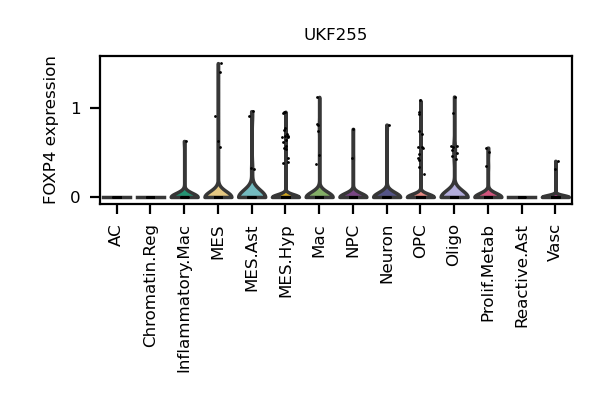 UKF255
FOXP4 expression
1
0
AC
Chromatin.Reg
Inflammatory.Mac
MES
MES.Ast
MES.Hyp
Mac
NPC
Neuron
OPC
Oligo
Prolif.Metab
Reactive.Ast
Vasc